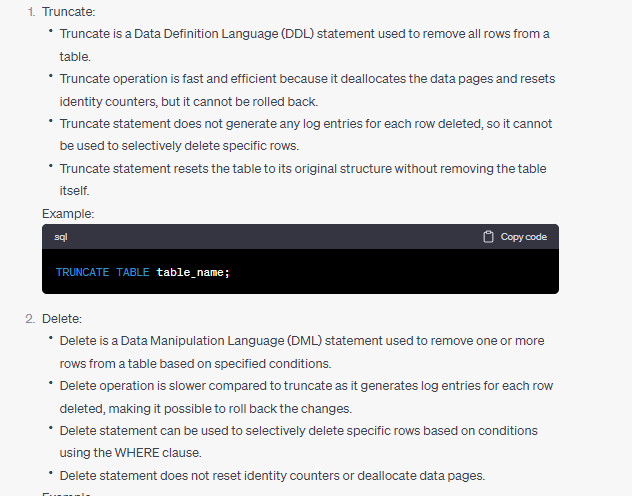 1. Truncate:
• Truncate is a Data Definition Language (DDL) statement used to remove all rows from a
table.
• Truncate operation is fast and efficient because it deallocates the data pages and resets
identity counters, but it cannot be rolled back.
• Truncate statement does not generate any log entries for each row deleted, so it cannot
be used to selectively delete specific rows.
• Truncate statement resets the table to its original structure without removing the table
itself.
Example:
sql Copy code
TRUNCATE TABLE table_name;
2. Delete:
• Delete is a Data Manipulation Language (DML) statement used to remove one or more
rows from a table based on specified conditions.
• Delete operation is slower compared to truncate as it generates log entries for each row
deleted, making it possible to roll back the changes.
• Delete statement can be used to selectively delete specific rows based on conditions
using the WHERE clause.
• Delete statement does not reset identity counters or deallocate data pages.
Example